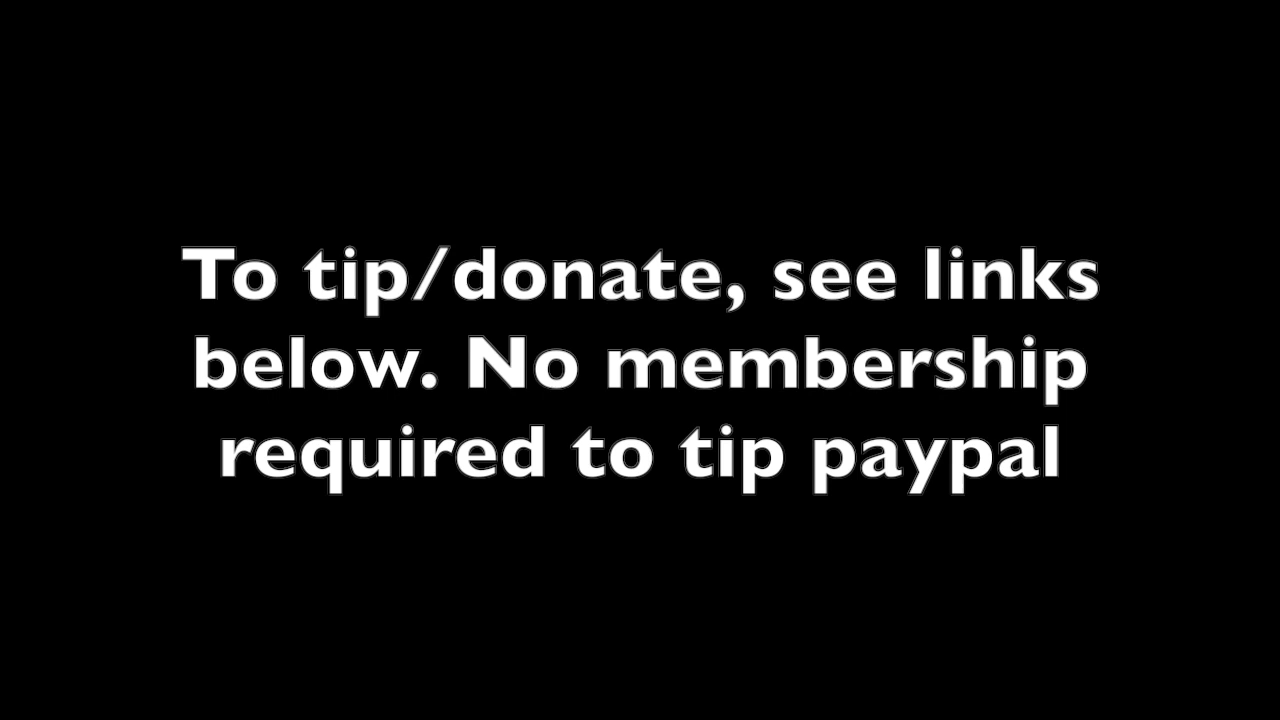 To tip/donate, see links
below. No membership
required to tip paypal